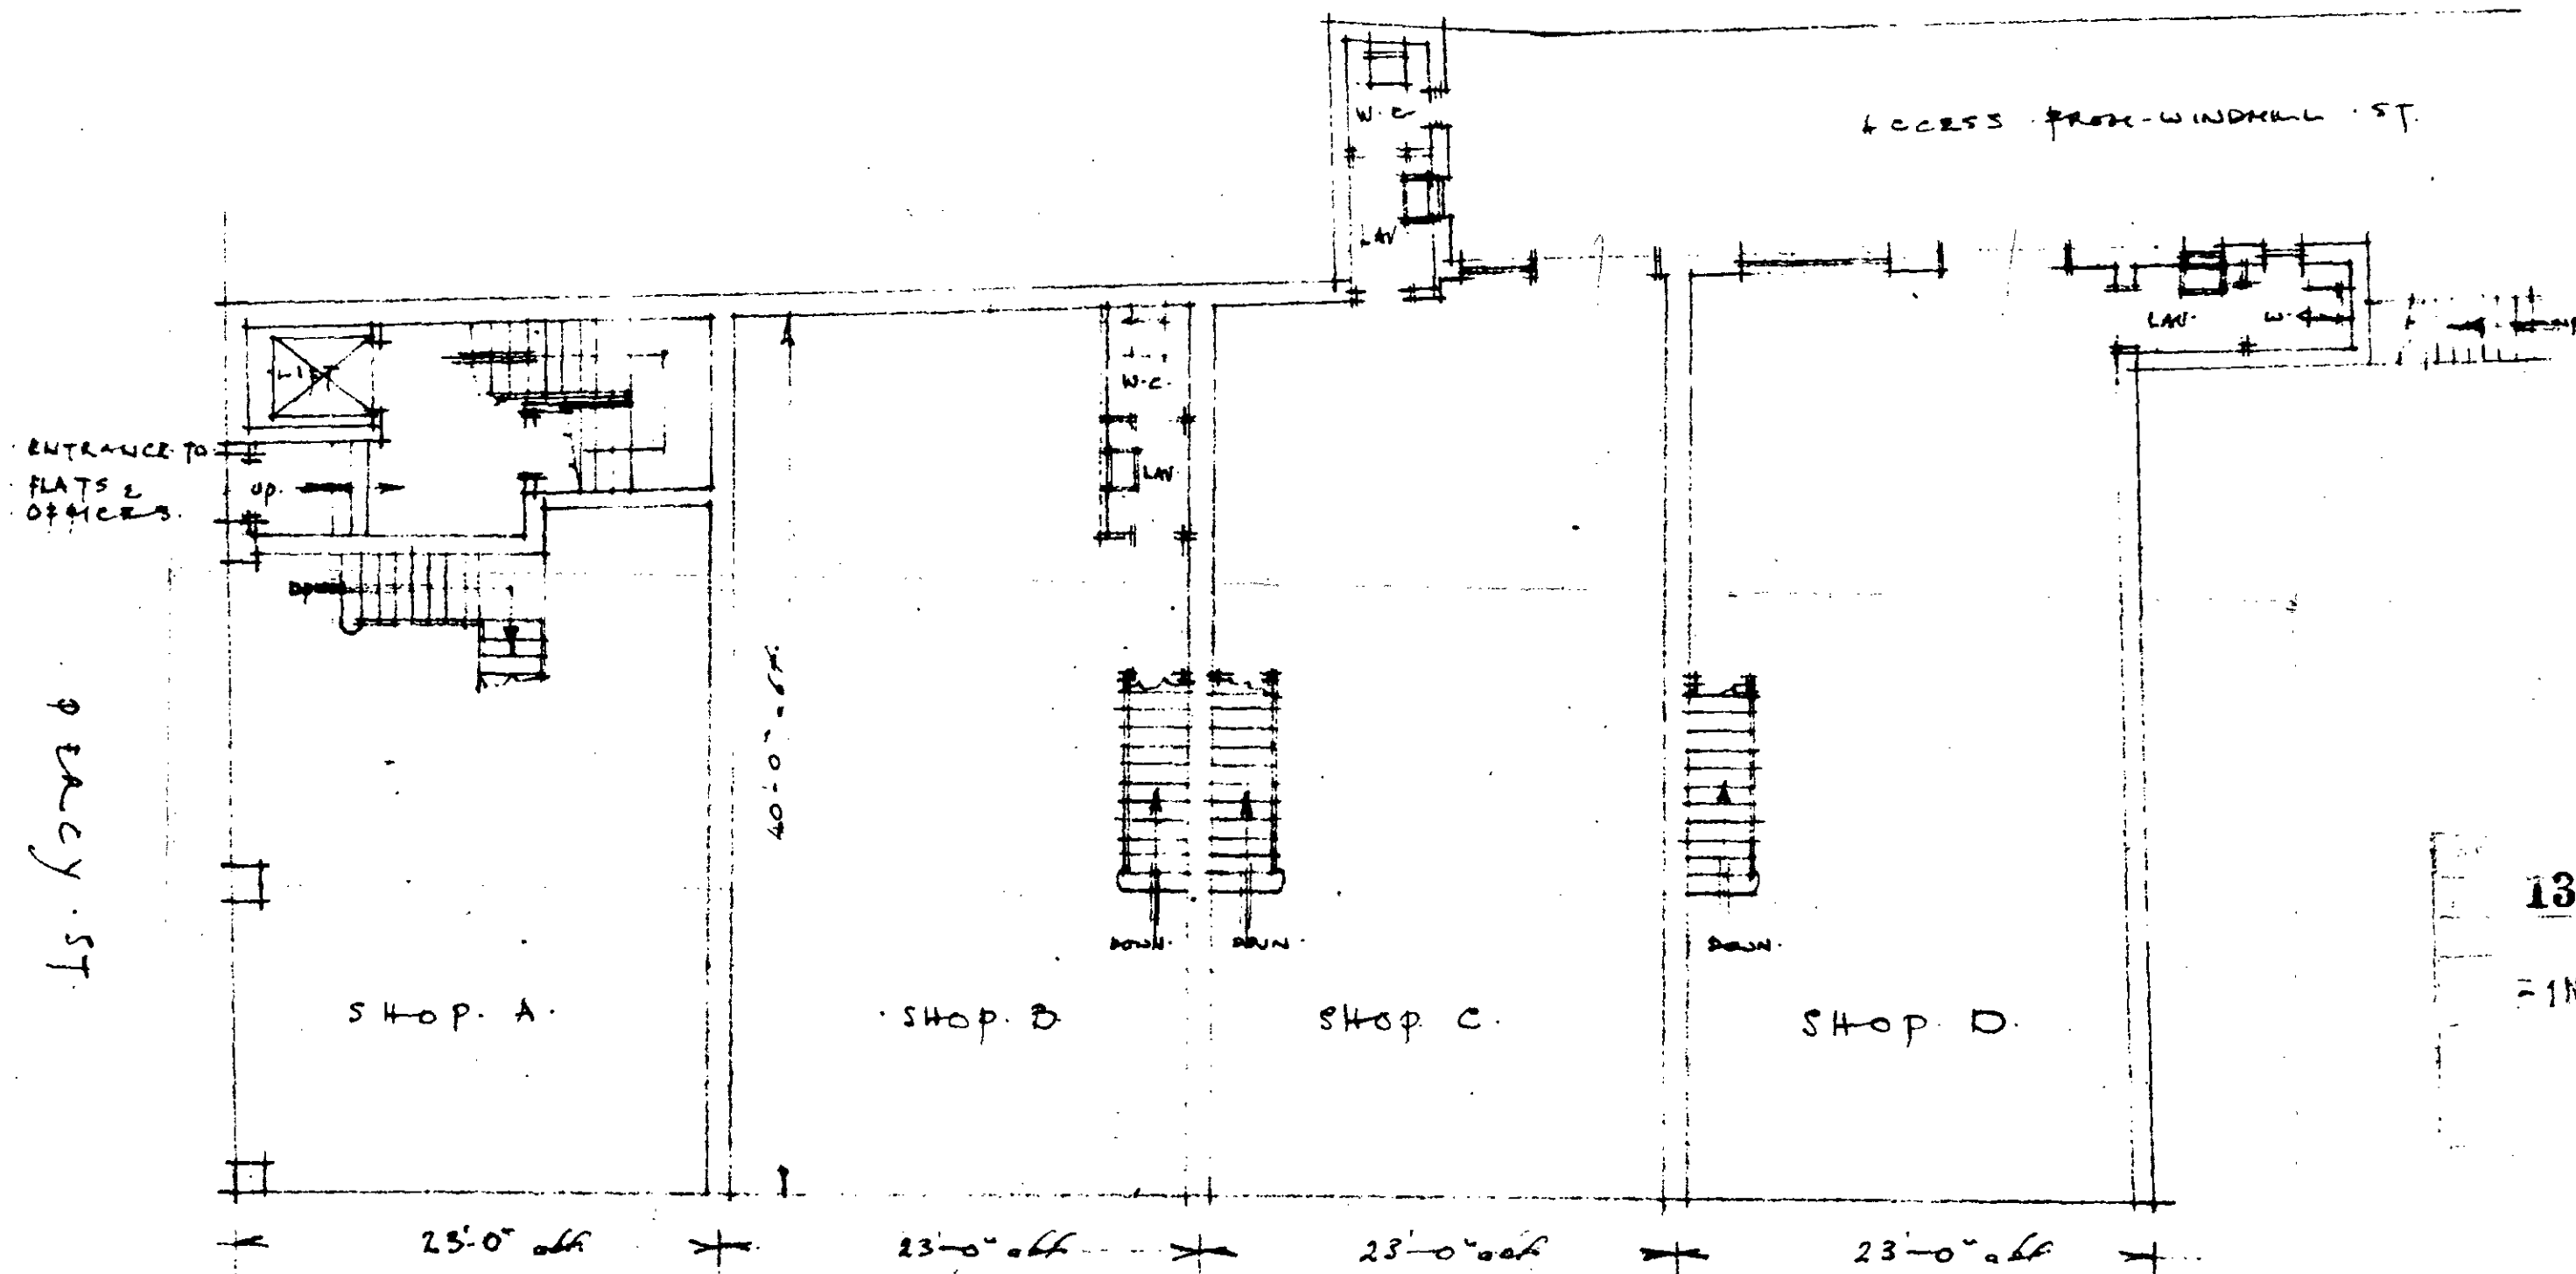 W.C
ACCESS FROM WINDMILL ST.
LAV
LIFT
W.C.
LAV.
W.C
ENTRANCE TO
FLATS &
OFFICES.
UP.
LAV.
DOWN
40'-0"
PERCY. ST
DOWN.
DOWN.
DOWN.
SHOP. A.
SHOP. B.
SHOP C.
SHOP. D.
13
23'-0"
23'-0"
23'-0"
23'-0"